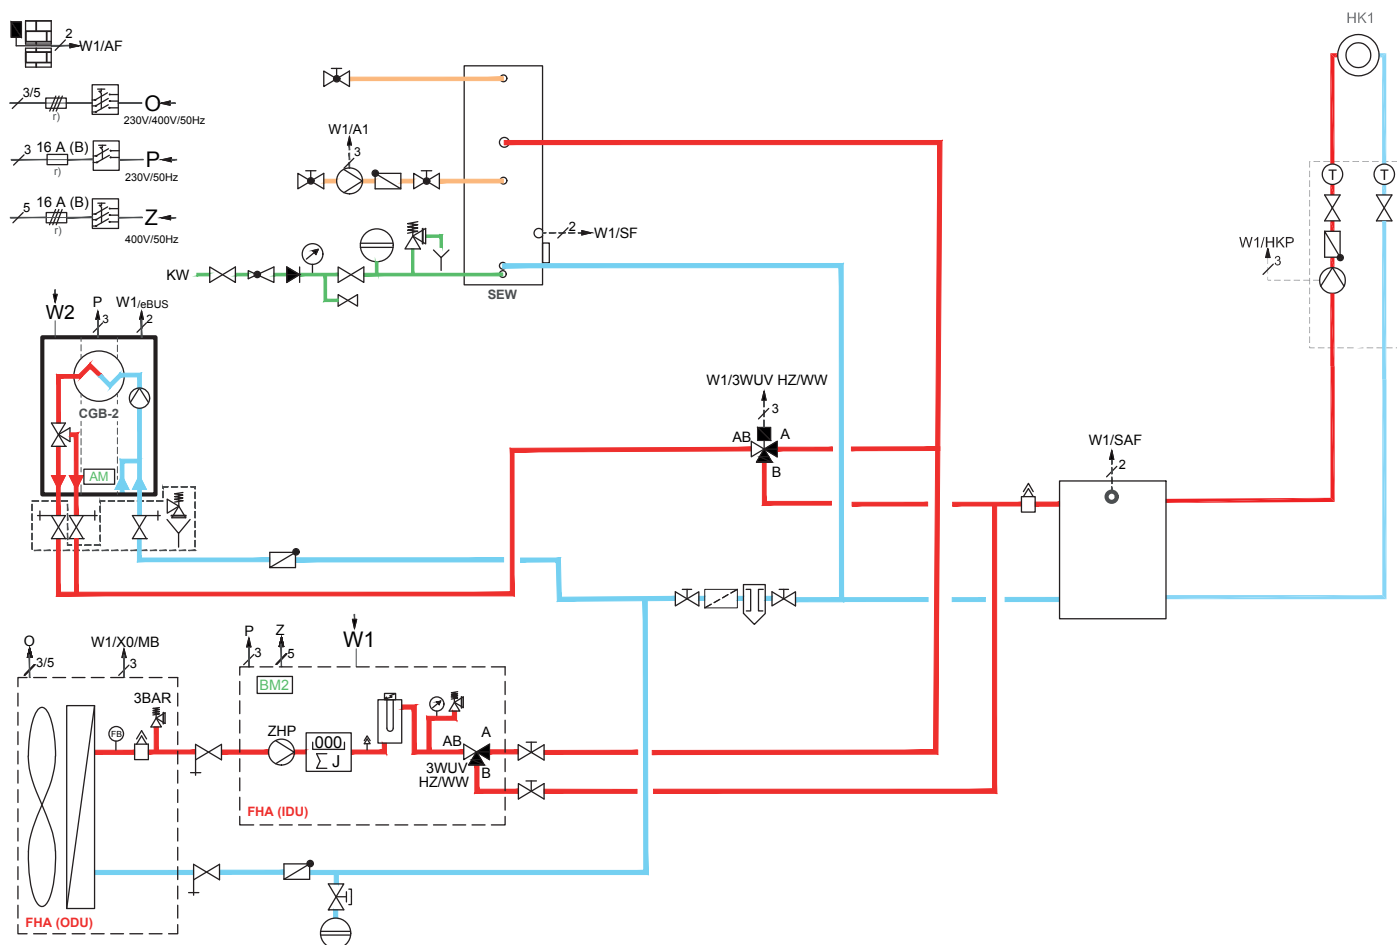 HK1
2
W1/AF
3/5
r)
O
230V/400V/50Hz
W1/A1
3
3
16 A (B)
r)
P
230V/50Hz
5
16 A (B)
r)
Z
400V/50Hz
2
W1/SF
KW
SEW
T
T
W1/HKP
3
W2
P
3
W1/eBUS
2
CGB-2
AM
W1/3WUV HZ/WW
3
AB
A
B
W1/SAF
2
O
3/5
W1/X0/MB
3
P
3
Z
5
W1
BM2
3BAR
FB
ZHP
000
∑ J
AB
A
B
3WUV
HZ/WW
FHA (IDU)
FHA (ODU)